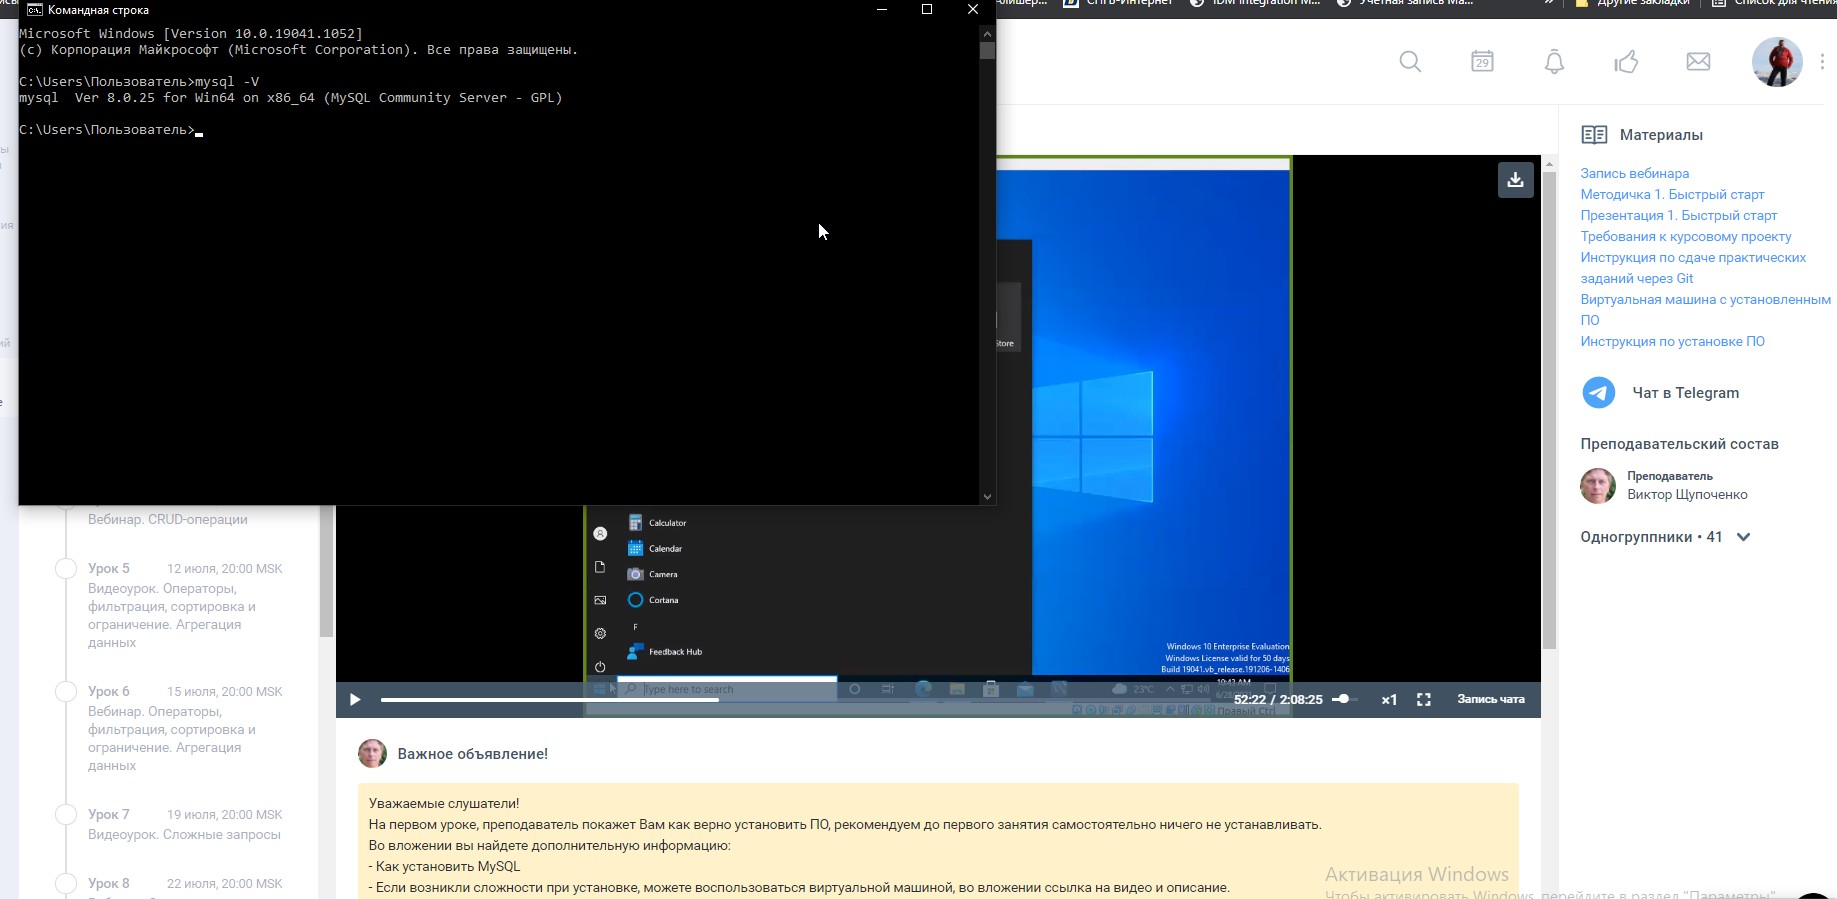 Командная строка
Microsoft Windows [Version 10.0.19041.1052]
(c) Корпорация Майкрософт (Microsoft Corporation). Все права защищены.
C:\Users\Пользователь>mysql -V
mysql  Ver 8.0.25 for Win64 on x86_64 (MySQL Community Server - GPL)
C:\Users\Пользователь>
Другие закладки
29
Материалы
Запись вебинара
Методичка 1. Быстрый старт
Презентация 1. Быстрый старт
Требования к курсовому проекту
Инструкция по сдаче практических
заданий через Git
Виртуальная машина с установленным
ПО
Инструкция по установке ПО
Чат в Telegram
Преподавательский состав
Преподаватель
Виктор Щупоченко
Одногруппники • 41
Store
Calculator
Calendar
Camera
Cortana
F
Feedback Hub
Windows 10 Enterprise Evaluation
Windows License valid for 50 days
Build 19041.vb_release.191206-1406
Type here to search
23°C
10:43 AM
52:22 / 2:08:25
x1
Запись чата
Правый Ctrl
Вебинар. CRUD-операции
Урок 5 12 июля, 20:00 MSK
Видеоурок. Операторы,
фильтрация, сортировка и
ограничение. Агрегация
данных
Урок 6 15 июля, 20:00 MSK
Вебинар. Операторы,
фильтрация, сортировка и
ограничение. Агрегация
данных
Урок 7 19 июля, 20:00 MSK
Видеоурок. Сложные запросы
Урок 8 22 июля, 20:00 MSK
Важное объявление!
Уважаемые слушатели!
На первом уроке, преподаватель покажет Вам как верно установить ПО, рекомендуем до первого занятия самостоятельно ничего не устанавливать.
Во вложении вы найдете дополнительную информацию:
- Как установить MySQL
- Если возникли сложности при установке, можете воспользоваться виртуальной машиной, во вложении ссылка на видео и описание.
Активация Windows
Чтобы активировать Windows, перейдите в раздел "Параметры".